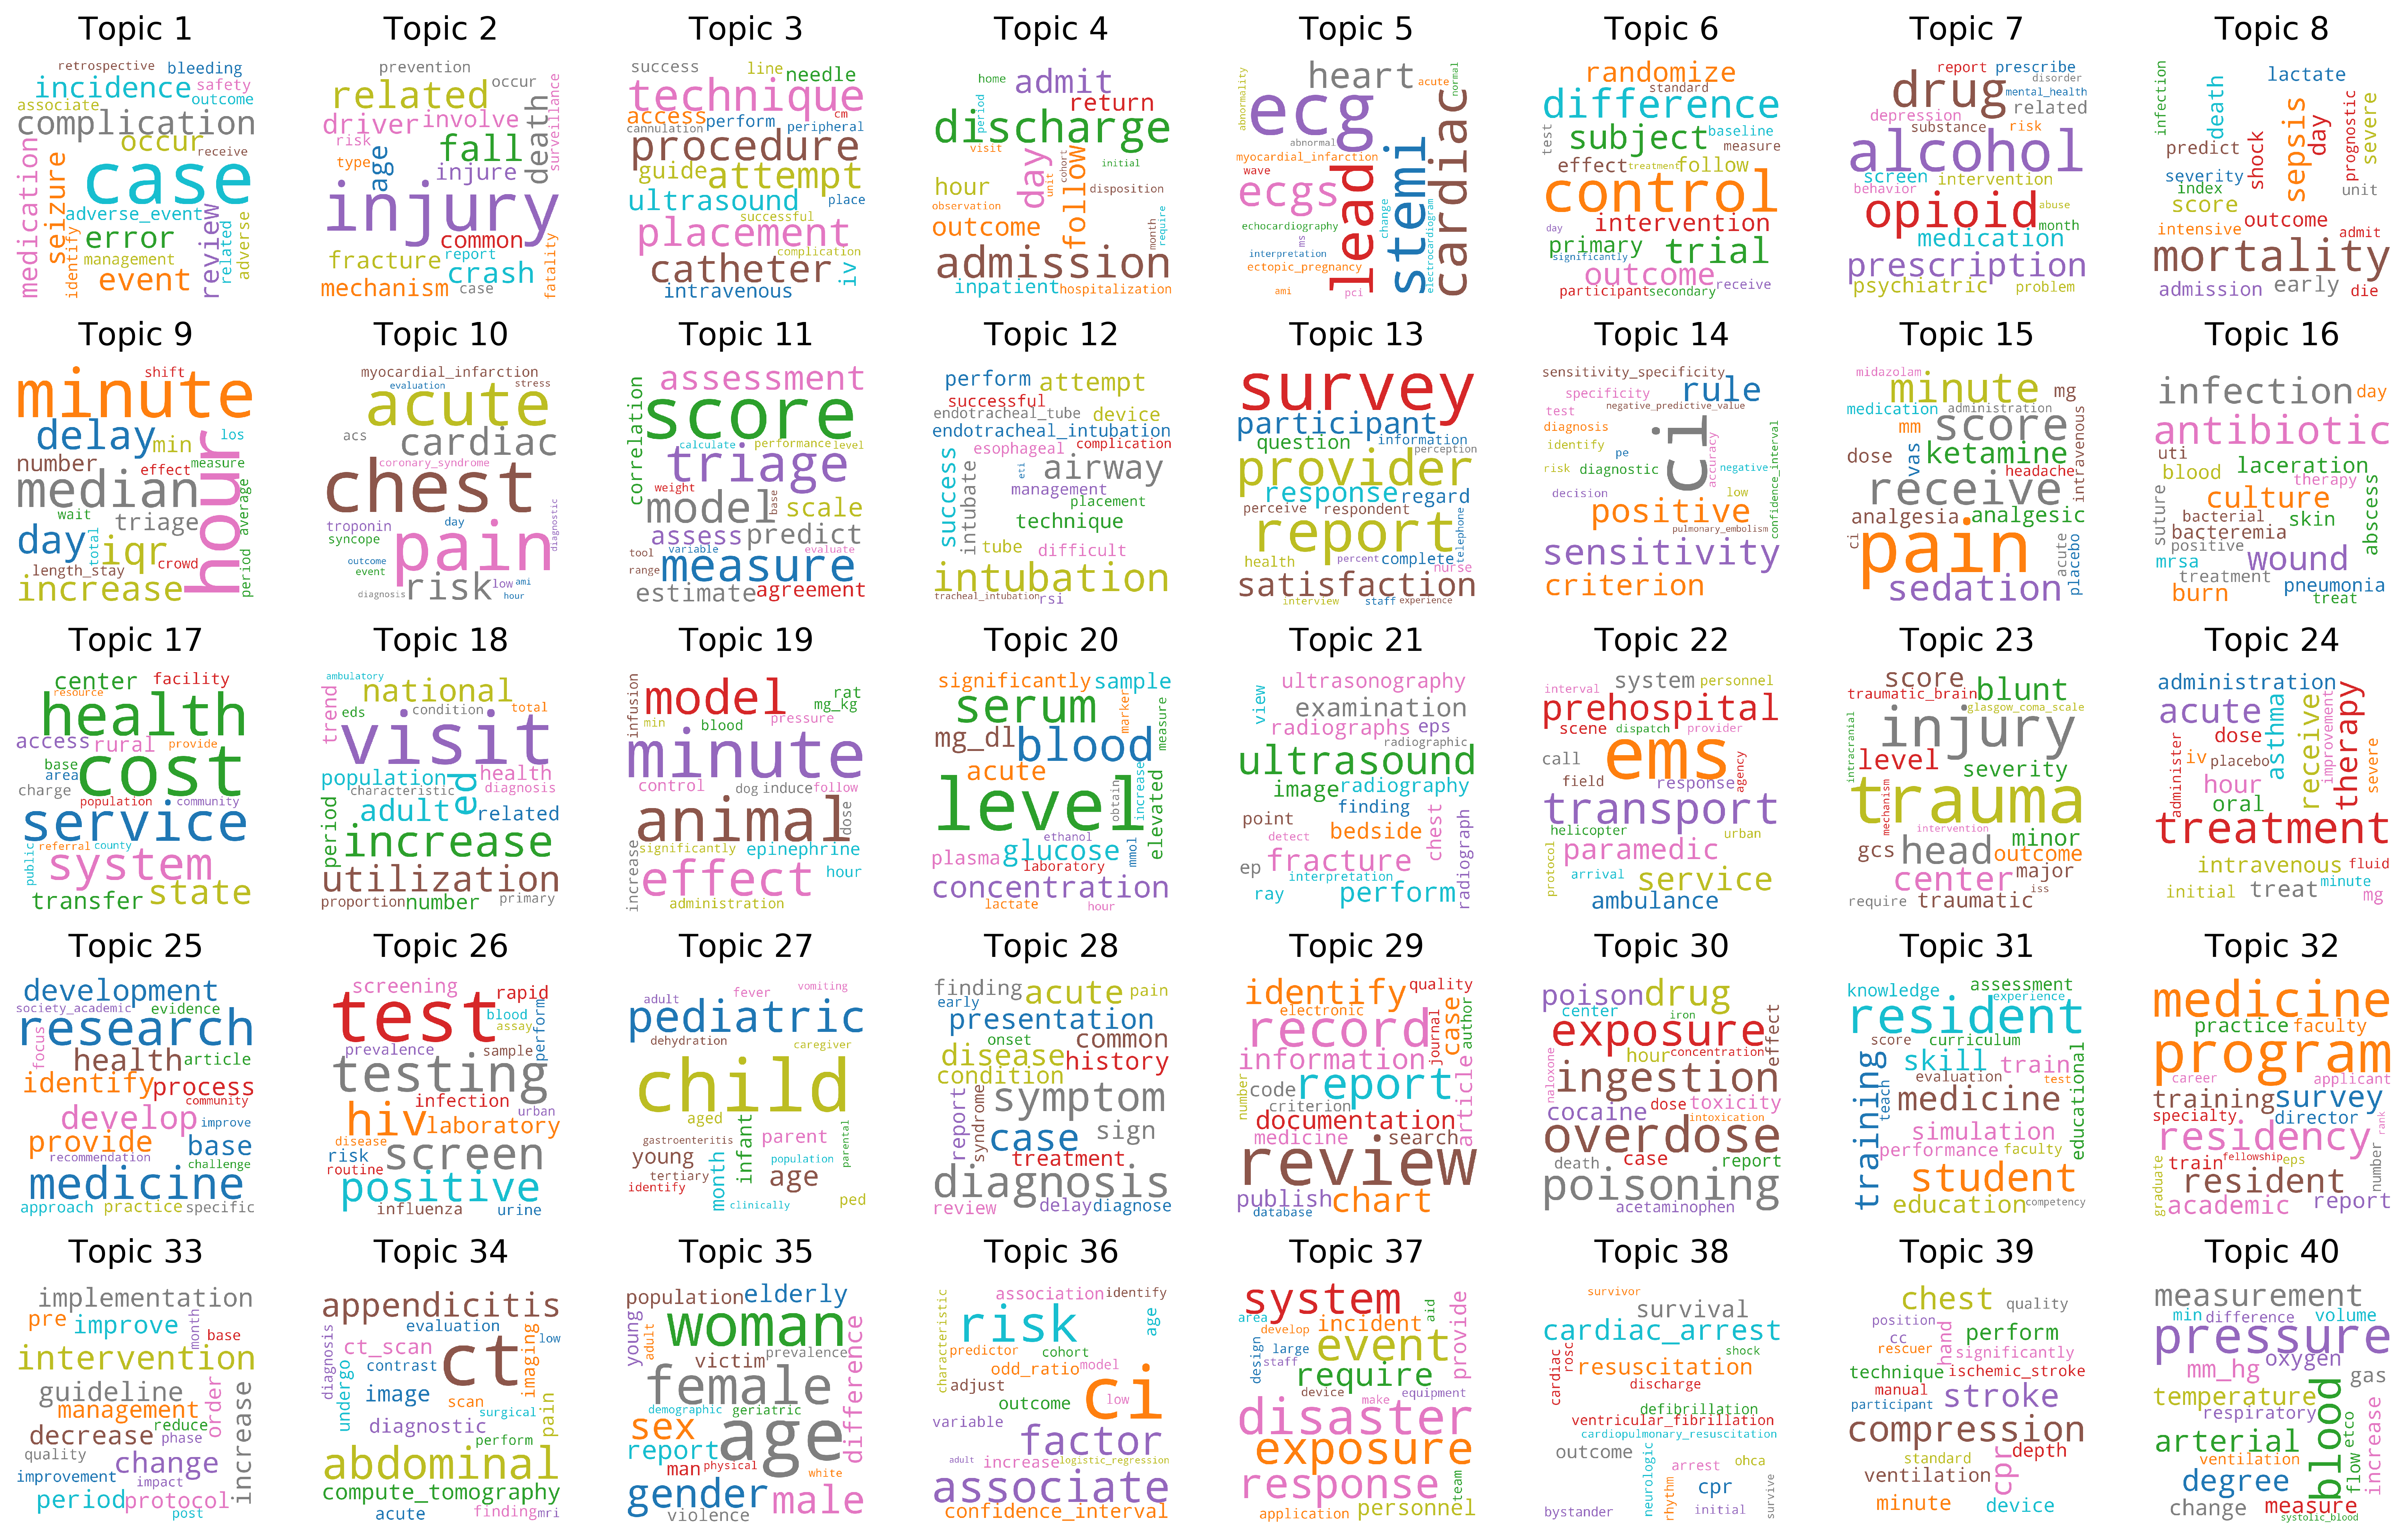 Topic 1
retrospective bleeding
incidence safety
associate outcome
complication
occur receive
case
medication
seizure
adverse_event
error
identify
management
event
review
related
adverse
Topic 2
prevention
occur
related
driver involve
risk
fall
type
age
injure
death
surveillance
injury
common
fracture report
crash
mechanism case
fatality
Topic 3
success line needle
technique
access perform cm
cannulation peripheral
procedure
guide attempt
ultrasound place
successful
placement
complication
catheter
intravenous
iv
Topic 4
home admit
period
return
discharge
visit
day
unit
cohort
follow
initial
hour
disposition
observation
outcome
month
require
admission
inpatient hospitalization
Topic 5
heart acute
normal
abnormality
ecg
abnormal
myocardial_infarction
wave
ecgs
lead
stemi
cardiac
echocardiography
change
ms
interpretation
ectopic_pregnancy
electrocardiogram
ami
pci
Topic 6
randomize
standard
difference
test
subject baseline
measure
effect treatment follow
control
day
intervention
primary trial
significantly
outcome receive
participant secondary
Topic 7
report prescribe
drug disorder
mental_health
related
depression
substance risk
alcohol
screen intervention
behavior
opioid abuse
month
medication
prescription
psychiatric problem
Topic 8
infection
lactate
death
sepsis
day
prognostic
severe
predict
shock
severity
index
score
unit
outcome
intensive admit
mortality
admission early die
Topic 9
shift
minute
delay min
los
number
effect measure
median
hour
wait triage
average
day
total
iqr
crowd
length_stay
period
increase
Topic 10
myocardial_infarction
evaluation stress
acute
acs cardiac
coronary_syndrome
chest
troponin day
syncope
pain
diagnostic
outcome
event
risk
low ami
diagnosis hour
Topic 11
correlation
assessment
score
calculate performance level
triage
weight
model
base
scale
assess predict
tool variable evaluate
range
measure
estimate agreement
Topic 12
perform attempt
successful
endotracheal_tube device
endotracheal_intubation
esophageal complication
success
intubate
eti
airway
management
placement
technique
tube difficult
intubation
tracheal_intubation rsi
Topic 13
survey
participant
question information
perception
provider
response regard
perceive respondent
report
telephone
health percent complete
nurse
satisfaction
interview staff experience
Topic 14
sensitivity_specificity
specificity rule
negative_predictive_value
test
diagnosis
identify
ci
accuracy
confidence_interval
pe
risk diagnostic negative
decision low
positive
pulmonary_embolism
sensitivity
criterion
Topic 15
midazolam
minute mg
medication administration
mm
score
intravenous
dose
vas
ketamine
headache
receive
analgesia analgesic
ci
pain
acute
placebo
sedation
Topic 16
infection day
antibiotic
uti
blood laceration
therapy
culture
suture
bacterial skin
abscess
bacteremia
positive
mrsa wound
treatment
burn pneumonia
treat
Topic 17
center facility
resource
health
access rural provide
base
area
cost
charge
population community
service
public
referral county
system
transfer state
Topic 18
ambulatory
trend
national
eds condition total
visit
population
ed
health
characteristic diagnosis
adult related
period
increase
utilization
proportion number primary
Topic 19
infusion
model rat
mg_kg
min blood pressure
minute
control dog induce follow
animal
dose
significantly epinephrine
increase
effect hour
administration
Topic 20
significantly sample
serum
marker
measure
mg_dl blood
acute
level
obtain
increase
elevated
ethanol
plasma glucose
mmol
laboratory
concentration
lactate hour
Topic 21
ultrasonography
view
examination
radiographs eps
radiographic
ultrasound
image radiography
finding
point bedside
detect
chest
radiograph
ep fracture
interpretation
ray perform
Topic 22
system personnel
interval
prehospital
scene dispatch provider
call
ems
agency
field response
transport
helicopter urban
paramedic
protocol
arrival service
ambulance
Topic 23
score
traumatic_brain blunt
glasgow_coma_scale
injury
intracranial
level
severity
trauma
mechanism
intervention
minor
gcs head outcome
center major
iss
require traumatic
Topic 24
administration
acute
asthma
receive
improvement
therapy
dose
administer
iv placebo
hour
severe
oral
treatment
intravenous fluid
initial treat minute
mg
Topic 25
development
society_academic evidence
research
focus
health article
identify process
community
develop improve
provide base
recommendation
challenge
medicine
approach practice specific
Topic 26
screening rapid
test
blood
assay
perform
prevalence sample
testing
infection urban
hiv laboratory
disease
risk
routine
screen
positive
influenza urine
Topic 27
adult fever vomiting
pediatric
dehydration caregiver
child
aged
gastroenteritis
infant
parent
parental
young population
tertiary
month
age
identify
clinically
ped
Topic 28
finding acute pain
early
presentation
onset common
disease history
condition
report
syndrome
symptom
case sign
treatment
diagnosis
review delay diagnose
Topic 29
identify quality
electronic
case
author
record
journal
information
article
number
code report
criterion
documentation
medicine search
review
publish chart
database
Topic 30
poison drug
center iron
exposure
effect
hour concentration
naloxone
ingestion
cocaine dose toxicity
intoxication
overdose
death case report
poisoning
acetaminophen
Topic 31
knowledge assessment
experience
resident
score curriculum
training
teach
skill train
evaluation test
medicine
educational
simulation
performance faculty
student
education competency
Topic 32
medicine
practice faculty
program
career applicant
training survey
specialty director
rank
residency
train fellowship eps
number
resident
graduate
academic report
Topic 33
implementation
pre improve
month
base
intervention
guideline
order
increase
management
reduce
decrease phase
quality change
improvement impact
period protocol
post
Topic 34
appendicitis
diagnosis
evaluation
imaging
low
ct_scan
contrast
ct
undergo
image scan
surgical
pain
diagnostic
perform
abdominal
compute_tomography
acute finding mri
Topic 35
population elderly
young
adult
woman
difference
victim prevalence
female
demographic geriatric
sex
age
report
man physical white
gender male
violence
Topic 36
characteristic
association identify
risk
age
predictor cohort
odd_ratio model
adjust
ci
low
outcome
variable
factor
adult increase logistic_regression
associate
confidence_interval
Topic 37
system
aid
provide
area
develop incident
design
large event
staff
require
device equipment
make
disaster
exposure
response
team
application personnel
Topic 38
survivor
survival
cardiac_arrest
cardiac
rosc
shock
resuscitation
discharge
defibrillation
ventricular_fibrillation
cardiopulmonary_resuscitation
outcome
neurologic
arrest ohca
rhythm
cpr
survive
bystander initial
Topic 39
chest quality
position
cc
hand
perform
rescuer significantly
technique ischemic_stroke
manual
participant
stroke
compression
standard
cpr
depth
ventilation
minute device
Topic 40
measurement
min difference volume
pressure
mm_hg oxygen
gas
temperature
blood
respiratory
flow
etco
increase
arterial
ventilation
degree
change measure
systolic_blood